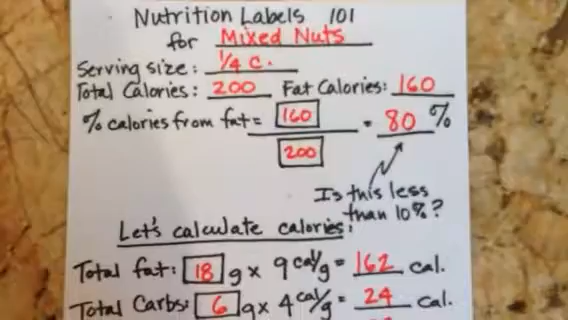 Nutrition Labels 101
for Mixed Nuts
Serving size: 1/4 c.
Total Calories: 200 Fat Calories: 160
% calories from fat = 160
200
= 80 %
Is this less
than 10%?
Let's calculate calories:
Total fat: 18 g x 9 cal/g = 162 cal.
Total Carbs: 6 g x 4 cal/g = 24 cal.